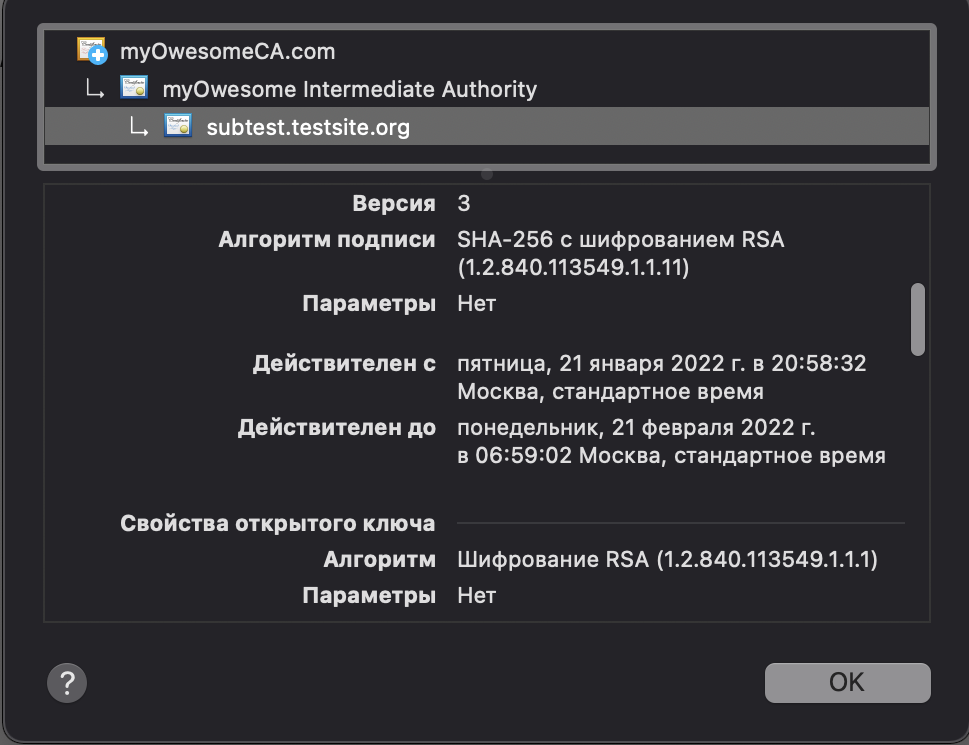 myOwesomeCA.com
myOwesome Intermediate Authority
subtest.testsite.org
Версия 3
Алгоритм подписи SHA-256 с шифрованием RSA
(1.2.840.113549.1.1.11)
Параметры Нет
Действителен с пятница, 21 января 2022 г. в 20:58:32
Москва, стандартное время
Действителен до понедельник, 21 февраля 2022 г.
в 06:59:02 Москва, стандартное время
Свойства открытого ключа
Алгоритм Шифрование RSA (1.2.840.113549.1.1.1)
Параметры Нет
? OK